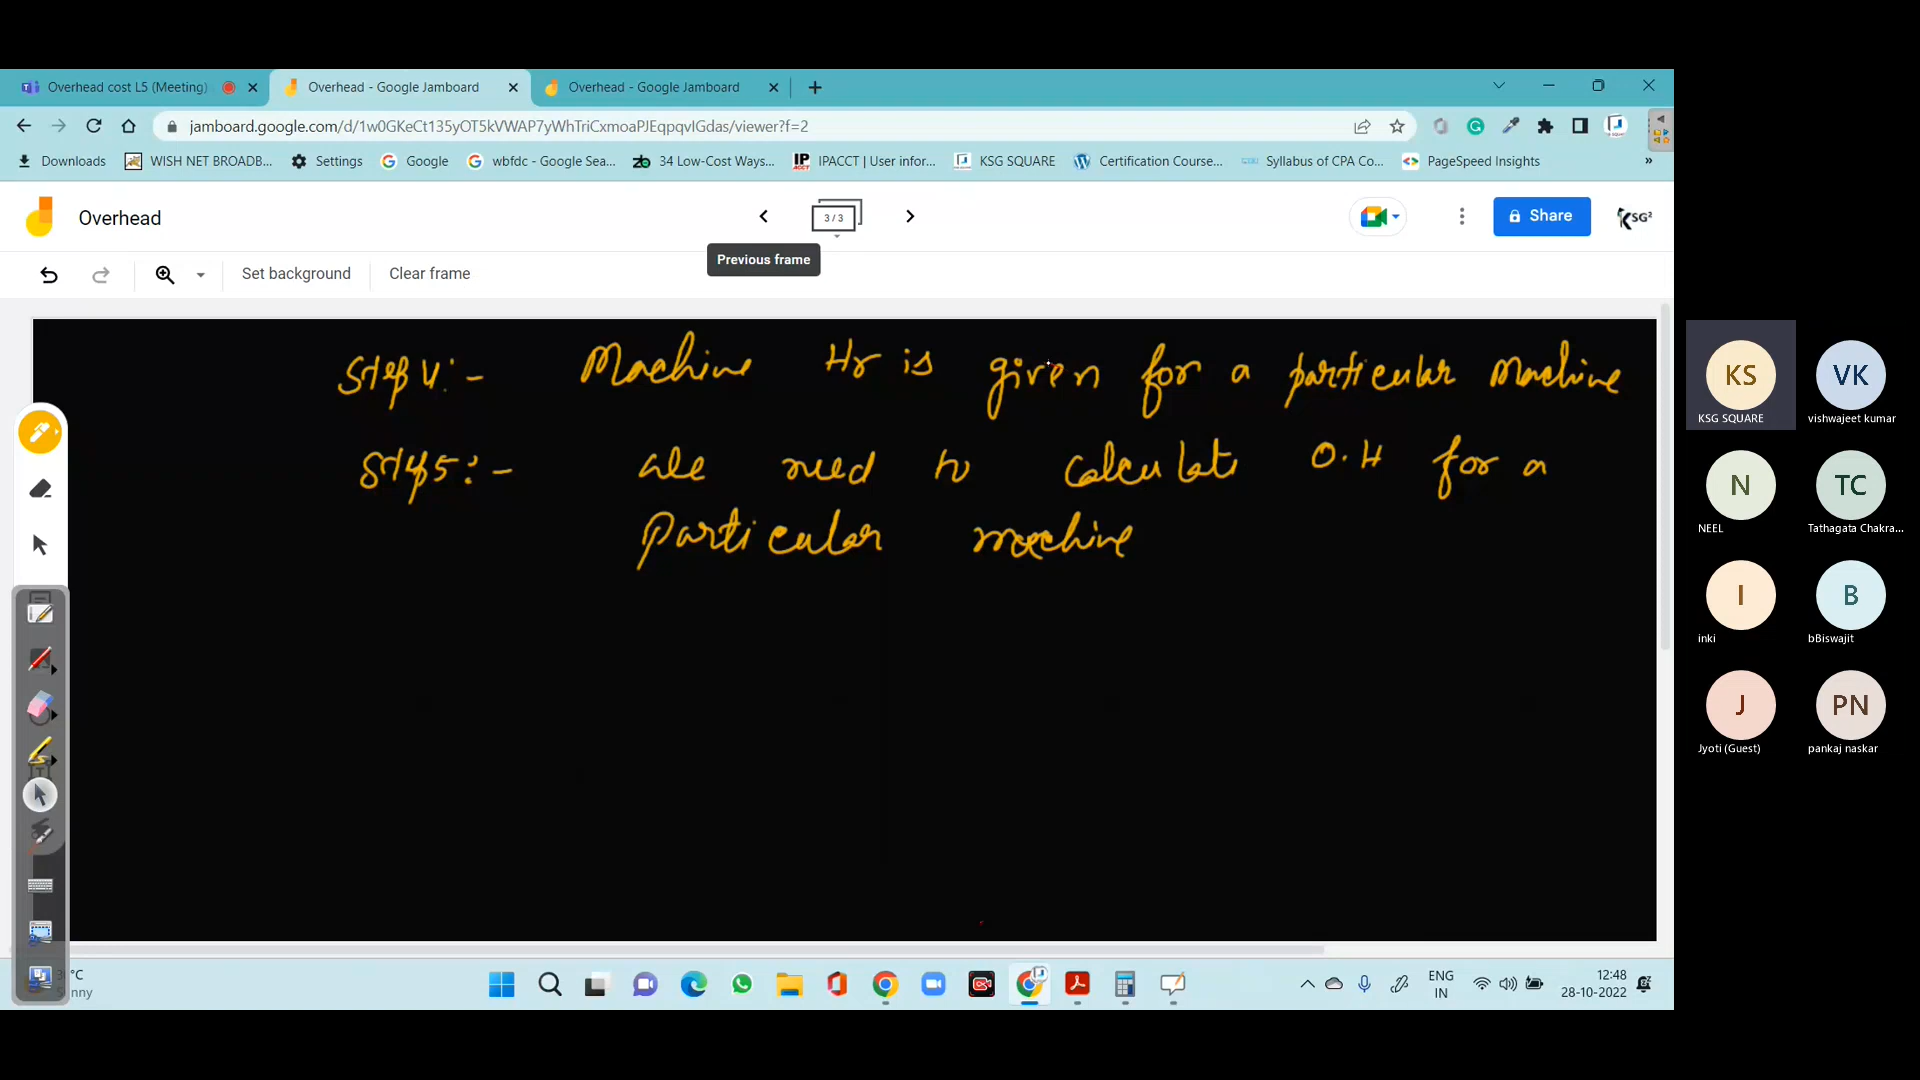 Overhead cost L5 (Meeting)
Overhead - Google Jamboard
Overhead - Google Jamboard
jamboard.google.com/d/1w0GKeCt135yOT5kVWAP7yWhTriCxmoaPJEqpqvIGdas/viewer?f=2
Downloads
WISH NET BROADB...
Settings
Google
wbfdc - Google Sea...
34 Low-Cost Ways...
IPACCT | User infor...
KSG SQUARE
Certification Course...
Syllabus of CPA Co...
PageSpeed Insights
Overhead
3 / 3
Share
KSG²
Previous frame
Set background
Clear frame
Step 4:- Machine Hr is given for a particular machine
Step 5:- we need to calculate O.H for a
particular machine
KS
KSG SQUARE
VK
vishwajeet kumar
N
NEEL
TC
Tathagata Chakra...
I
inki
B
bBiswajit
J
Jyoti (Guest)
PN
pankaj naskar
ENG
IN
12:48
28-10-2022